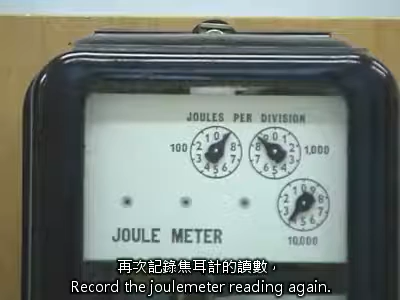 JOULES PER DIVISION
100
1,000
10,000
JOULE METER
再次記錄焦耳計的讀數，
Record the joulemeter reading again.